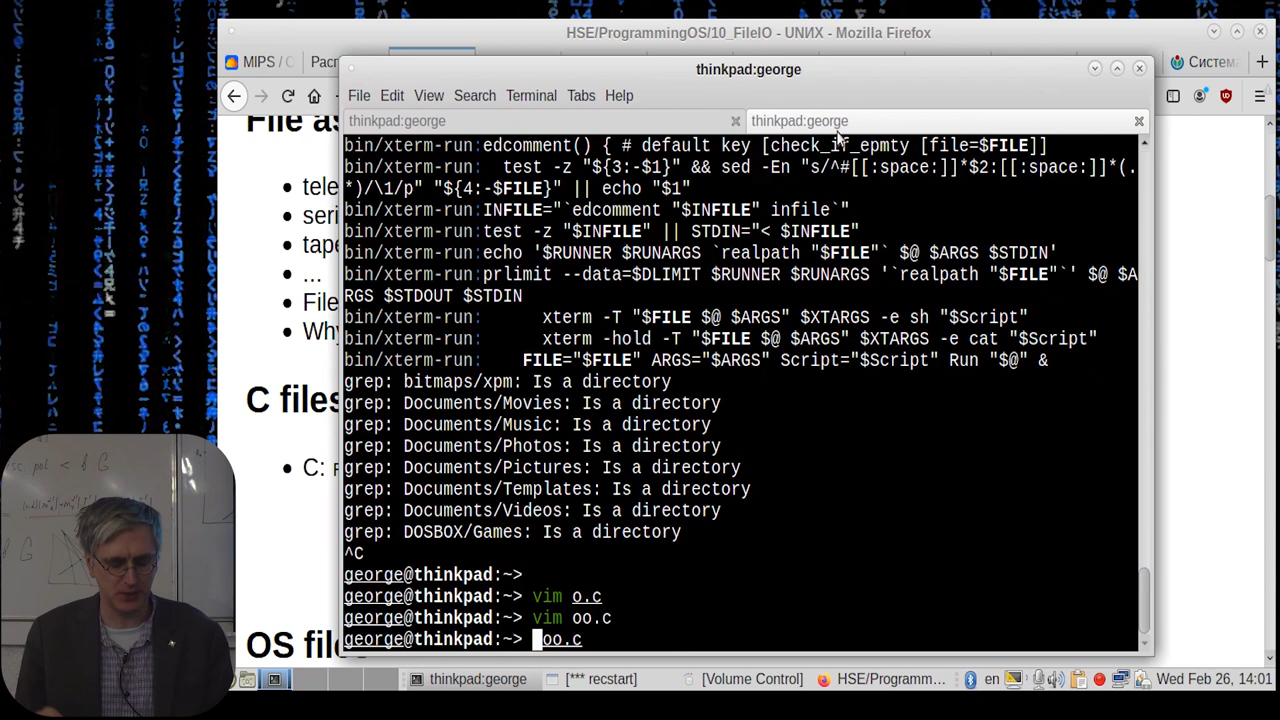 HSE/ProgrammingOS/10_FileIO - UNИX — Mozilla Firefox
MIPS /
Расп
Систем
thinkpad:george
File Edit View Search Terminal Tabs Help
thinkpad:george
thinkpad:george
File as
tele
seri
tape
...
File
Why
C files
C:
OS files
bin/xterm-run:edcomment() { # default key [check_if_epmty [file=$FILE]]
bin/xterm-run:  test -z "${3:-$1}" && sed -En "s/^#[[:space:]]*$2:[[:space:]]*(.
*)/\1/p" "${4:-$FILE}" || echo "$1"
bin/xterm-run:INFILE="`edcomment "$INFILE" infile`"
bin/xterm-run:test -z "$INFILE" || STDIN="< $INFILE"
bin/xterm-run:echo '$RUNNER $RUNARGS `realpath "$FILE"` $@ $ARGS $STDIN'
bin/xterm-run:prlimit --data=$DLIMIT $RUNNER $RUNARGS '`realpath "$FILE"`' $@ $A
RGS $STDOUT $STDIN
bin/xterm-run:      xterm -T "$FILE $@ $ARGS" $XTARGS -e sh "$Script"
bin/xterm-run:      xterm -hold -T "$FILE $@ $ARGS" $XTARGS -e cat "$Script"
bin/xterm-run:    FILE="$FILE" ARGS="$ARGS" Script="$Script" Run "$@" &
grep: bitmaps/xpm: Is a directory
grep: Documents/Movies: Is a directory
grep: Documents/Music: Is a directory
grep: Documents/Photos: Is a directory
grep: Documents/Pictures: Is a directory
grep: Documents/Templates: Is a directory
grep: Documents/Videos: Is a directory
grep: DOSBOX/Games: Is a directory
^C
george@thinkpad:~>
george@thinkpad:~> vim o.c
george@thinkpad:~> vim oo.c
george@thinkpad:~> oo.c
thinkpad:george
[*** recstart]
[Volume Control]
HSE/Programm...
en
Wed Feb 26, 14:01